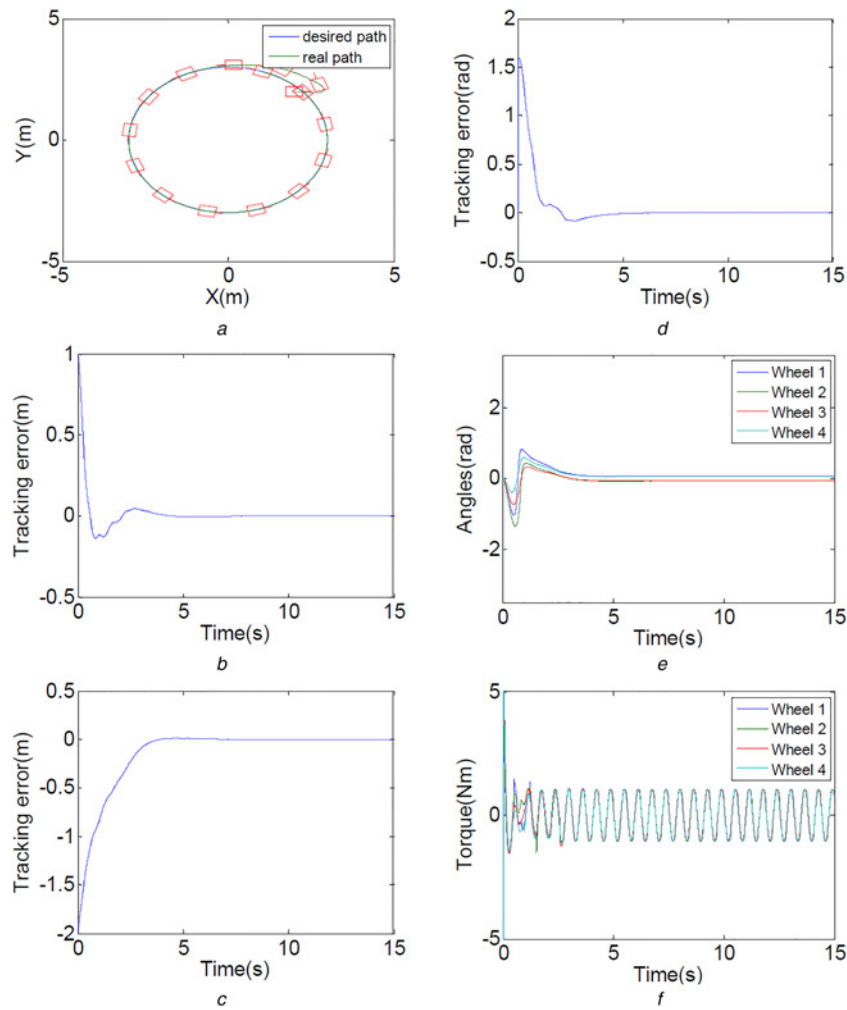 5
desired path
real path
Y(m)
0
-5
-5
0
5
X(m)
a
2
1.5
1
0.5
0
-0.5
Tracking error(rad)
0
5
10
15
Time(s)
d
1
0.5
0
-0.5
Tracking error(m)
0
5
10
15
Time(s)
b
Wheel 1
Wheel 2
Wheel 3
Wheel 4
2
0
-2
Angles(rad)
0
5
10
15
Time(s)
e
0.5
0
-0.5
-1
-1.5
-2
Tracking error(m)
0
5
10
15
Time(s)
c
5
Wheel 1
Wheel 2
Wheel 3
Wheel 4
0
-5
Torque(Nm)
0
5
10
15
Time(s)
f